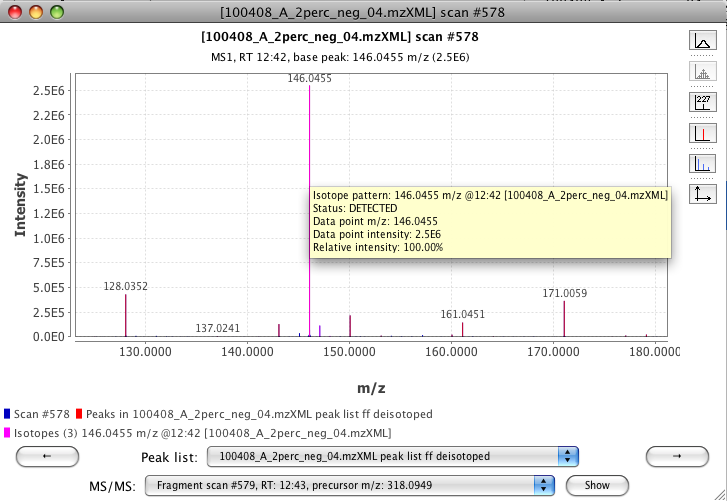 [100408_A_2perc_neg_04.mzXML] scan #578
[100408_A_2perc_neg_04.mzXML] scan #578
MS1, RT 12:42, base peak: 146.0455 m/z (2.5E6)
146.0455
2.5E6
2.2E6
2.0E6
1.8E6
1.5E6
1.2E6
1.0E6
7.5E5
5.0E5
2.5E5
0.0E0
Intensity
Isotope pattern: 146.0455 m/z @12:42 [100408_A_2perc_neg_04.mzXML]
Status: DETECTED
Data point m/z: 146.0455
Data point intensity: 2.5E6
Relative intensity: 100.00%
128.0352
137.0241
161.0451
171.0059
227
130.0000 140.0000 150.0000 160.0000 170.0000 180.0000
m/z
Scan #578 Peaks in 100408_A_2perc_neg_04.mzXML peak list ff deisotoped
Isotopes (3) 146.0455 m/z @12:42 [100408_A_2perc_neg_04.mzXML]
Peak list: 100408_A_2perc_neg_04.mzXML peak list ff deisotoped
MS/MS: Fragment scan #579, RT: 12:43, precursor m/z: 318.0949 Show